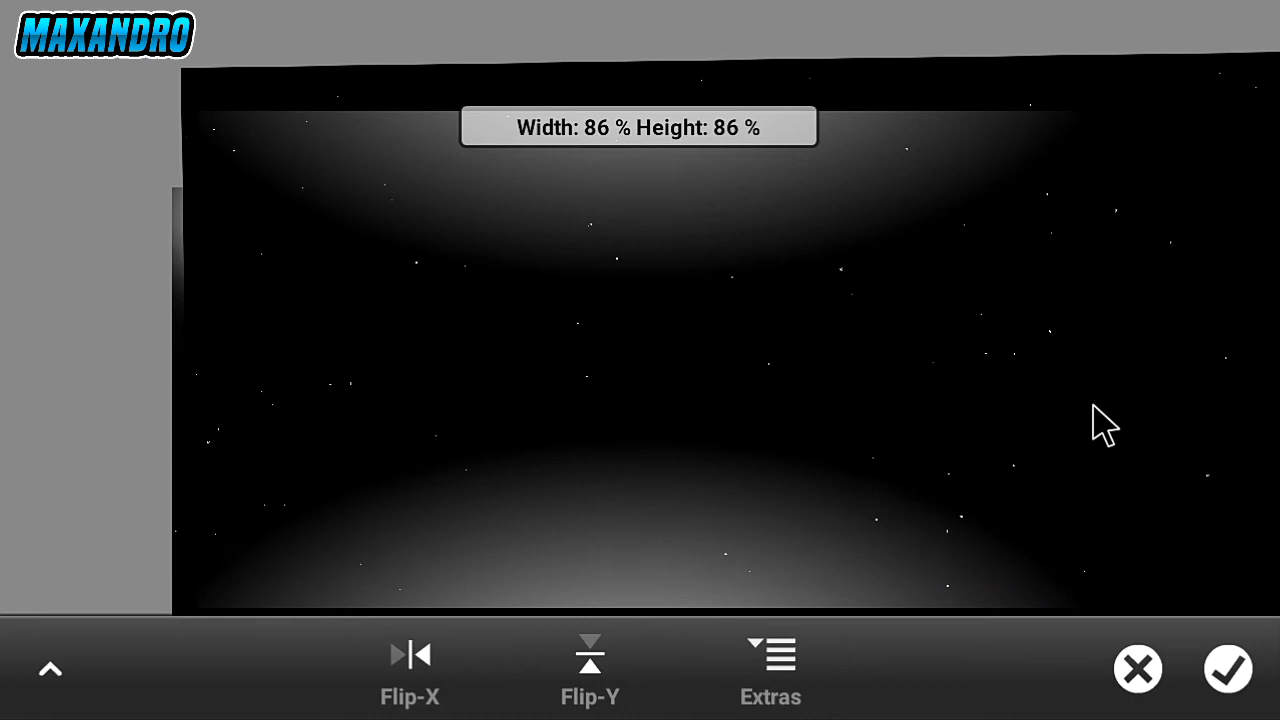 MAXANDRO
Width: 86 % Height: 86 %
Flip-X
Flip-Y
Extras